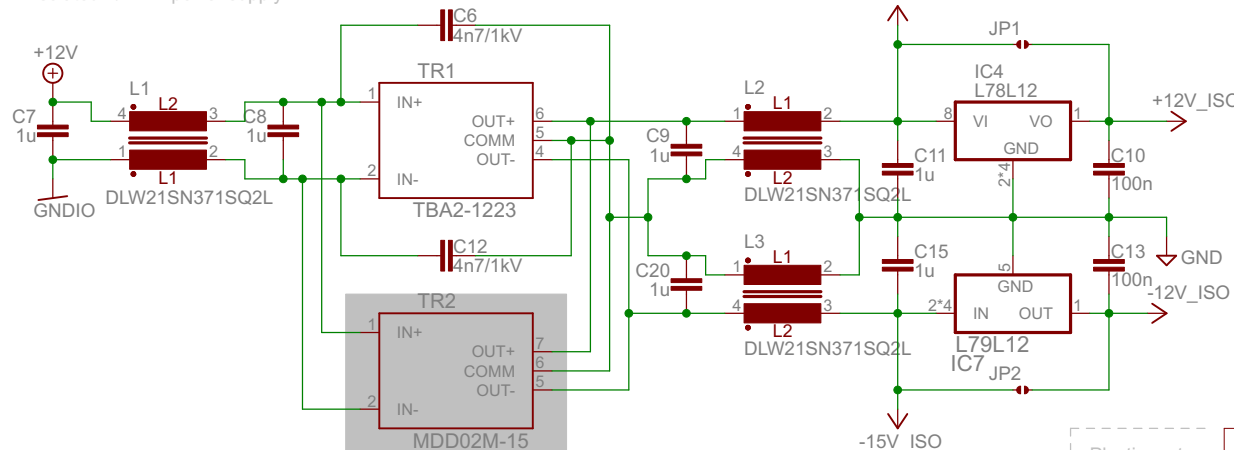 -15V_ISO
C6
4n7/1kV
JP1
+12V
TR1
IC4
L78L12
L1
L2
C7
1u
4
3
1
2
L1
DLW21SN371SQ2L
GNDIO
C8
1u
1
IN+
2
IN-
OUT+
6
COMM
5
OUT-
4
TBA2-1223
C12
4n7/1kV
C9
1u
L2
L1
1
2
4
3
L2
DLW21SN371SQ2L
C11
1u
8
VI
VO
1
GND
2*4
+12V_ISO
C10
100n
GND
L3
L1
1
2
4
3
L2
DLW21SN371SQ2L
C20
1u
C15
1u
5
GND
2*4
IN
OUT
1
L79L12
IC7
C13
100n
-12V_ISO
JP2
-15V_ISO
TR2
1
IN+
2
IN-
OUT+
7
COMM
6
OUT-
5
MDD02M-15